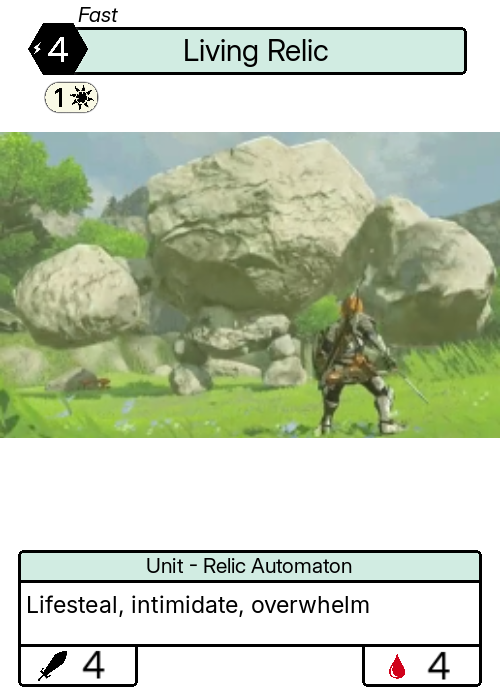 Fast
4 Living Relic
1
Unit - Relic Automaton
Lifesteal, intimidate, overwhelm
4 4